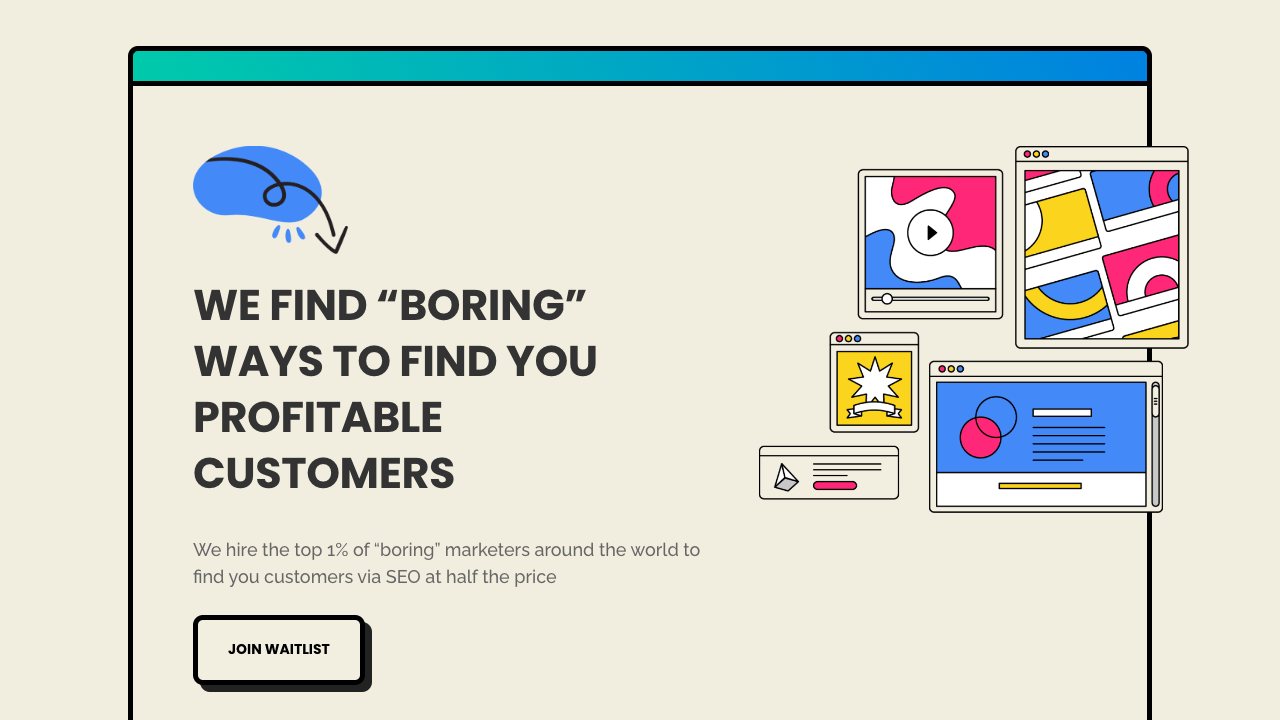 WE FIND “BORING”
WAYS TO FIND YOU
PROFITABLE
CUSTOMERS
We hire the top 1% of “boring” marketers around the world to
find you customers via SEO at half the price
JOIN WAITLIST